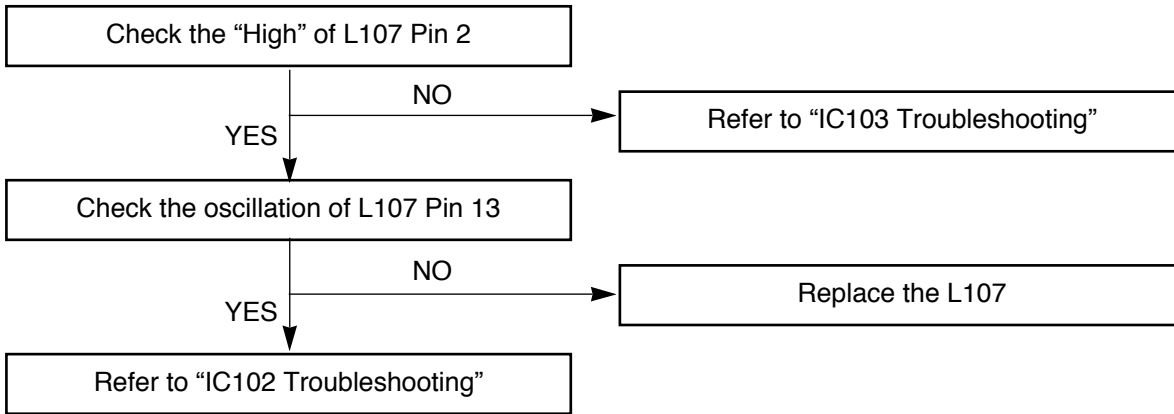 Check the “High” of L107 Pin 2
NO
Refer to “IC103 Troubleshooting”
YES
Check the oscillation of L107 Pin 13
NO
Replace the L107
YES
Refer to “IC102 Troubleshooting”